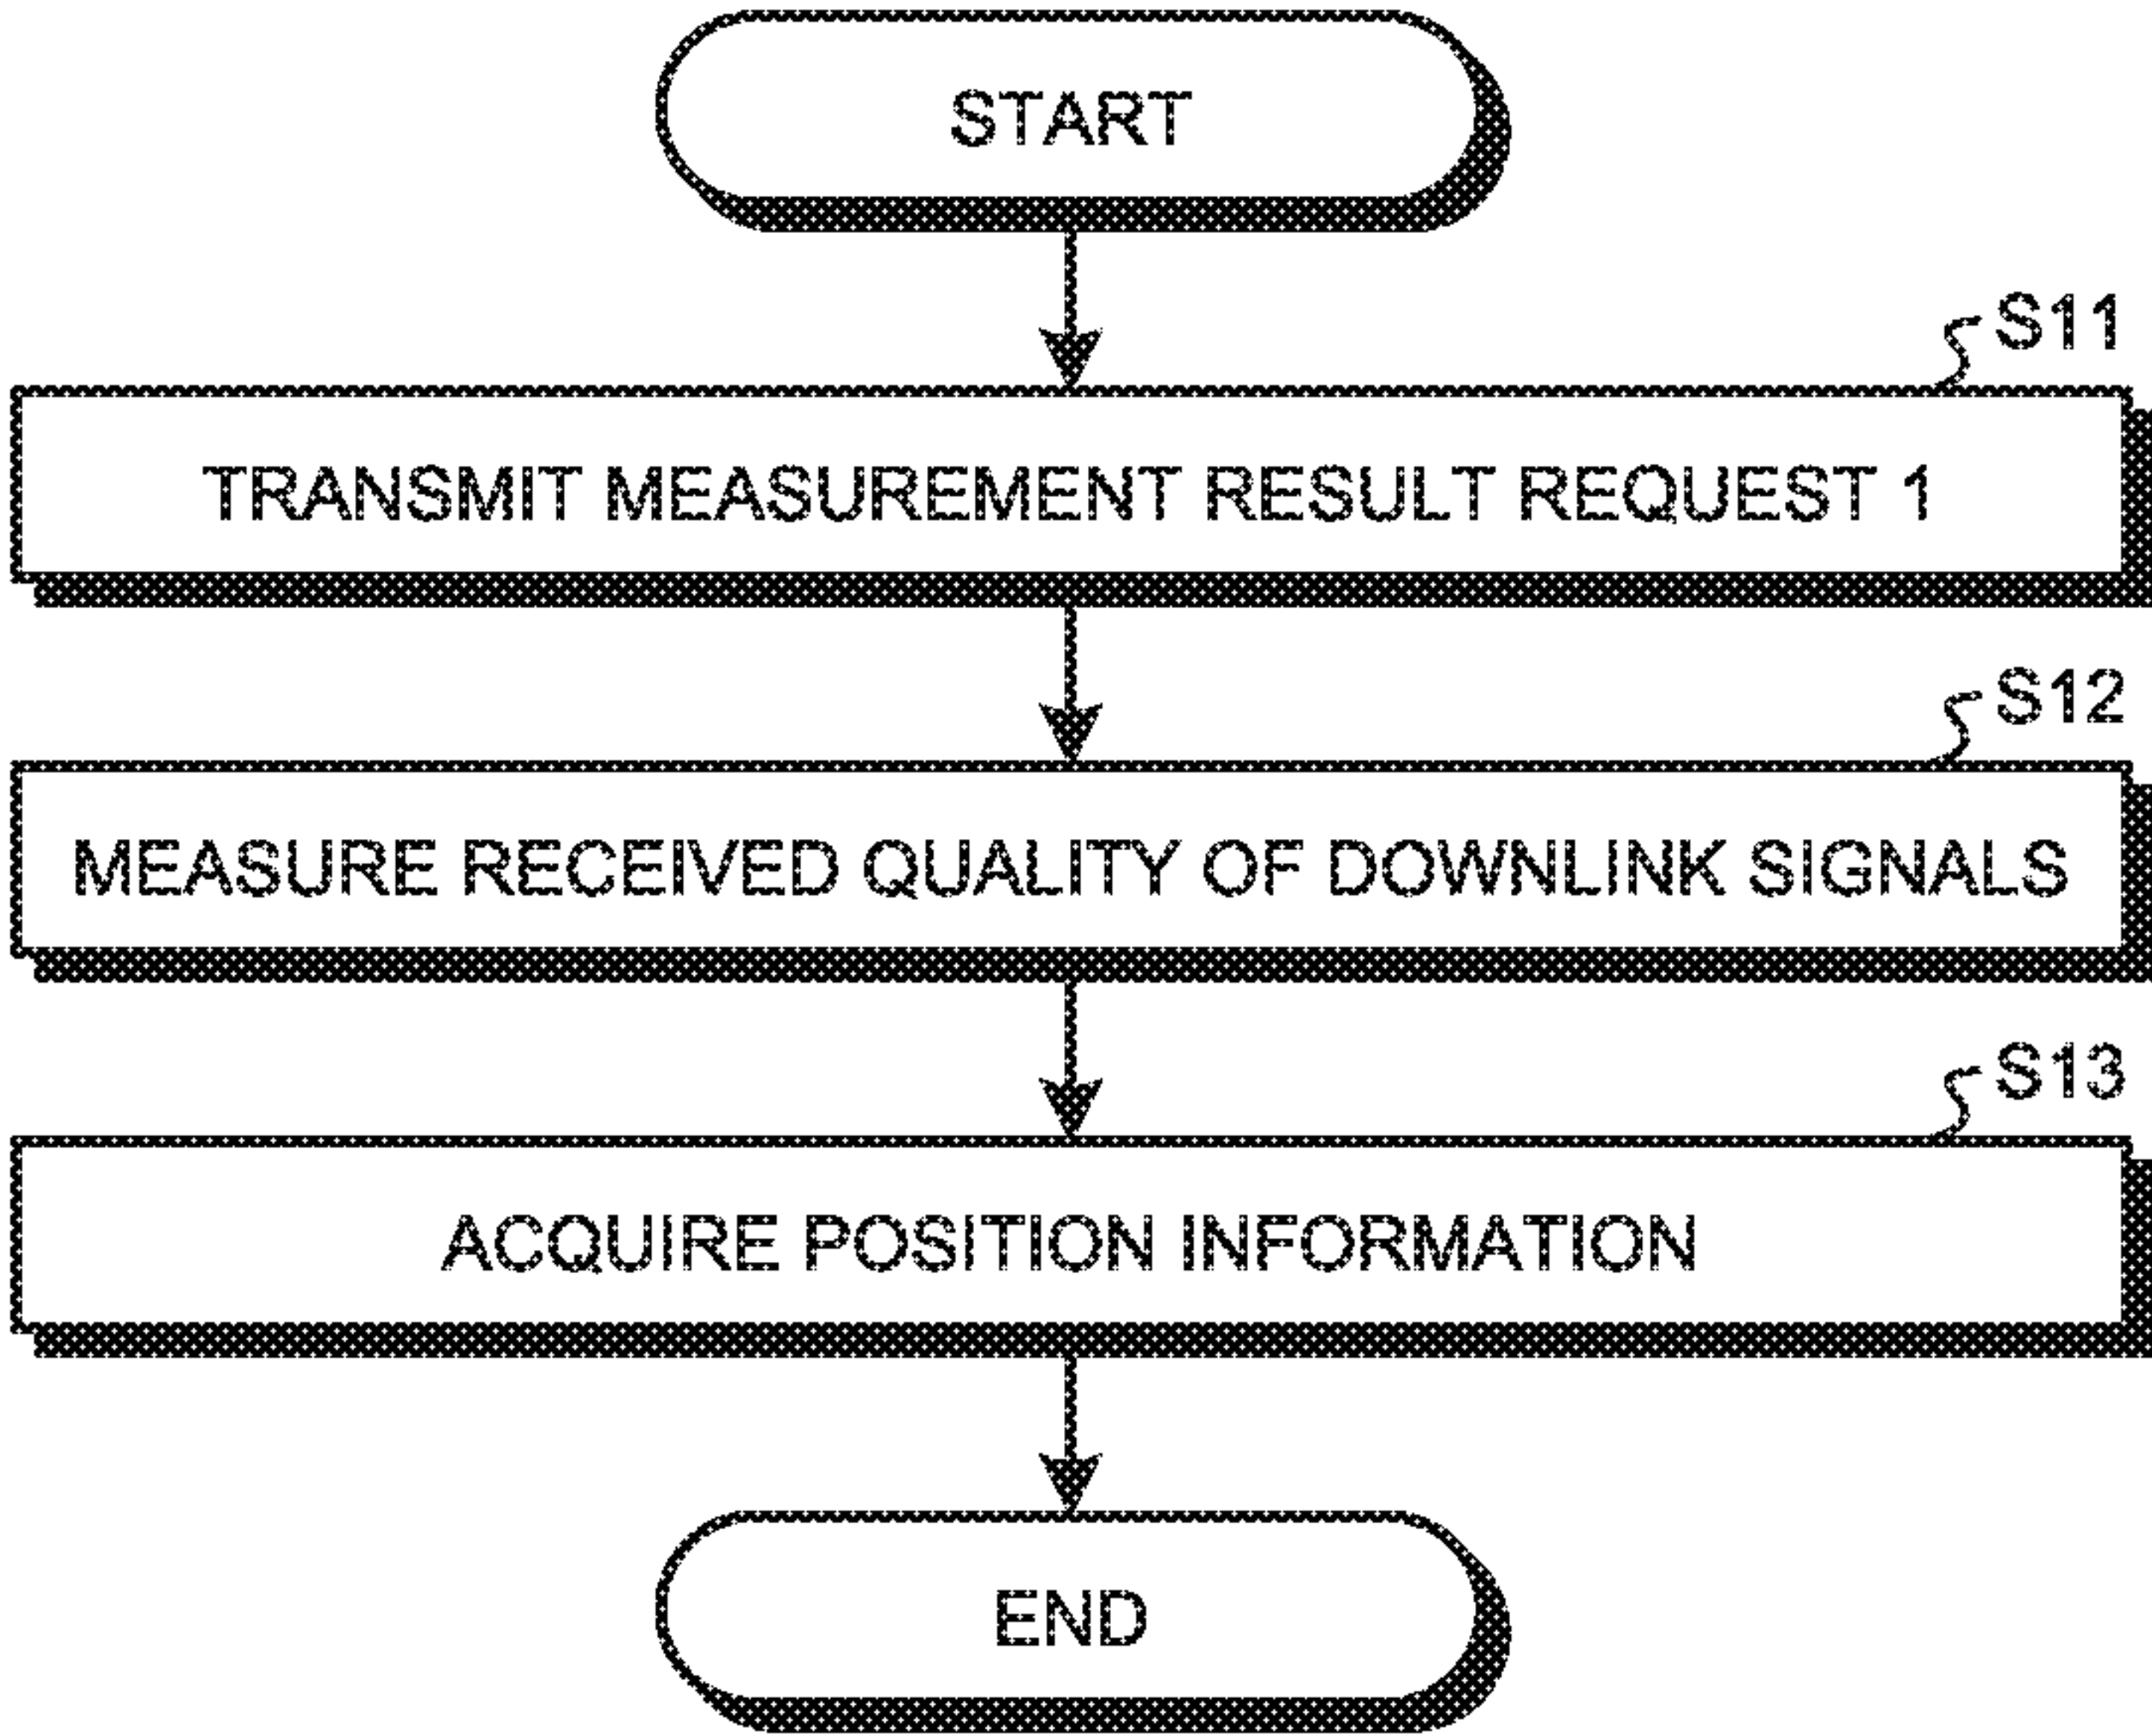 START
S11
TRANSMIT MEASUREMENT RESULT REQUEST 1
S12
MEASURE RECEIVED QUALITY OF DOWNLINK SIGNALS
S13
ACQUIRE POSITION INFORMATION
END